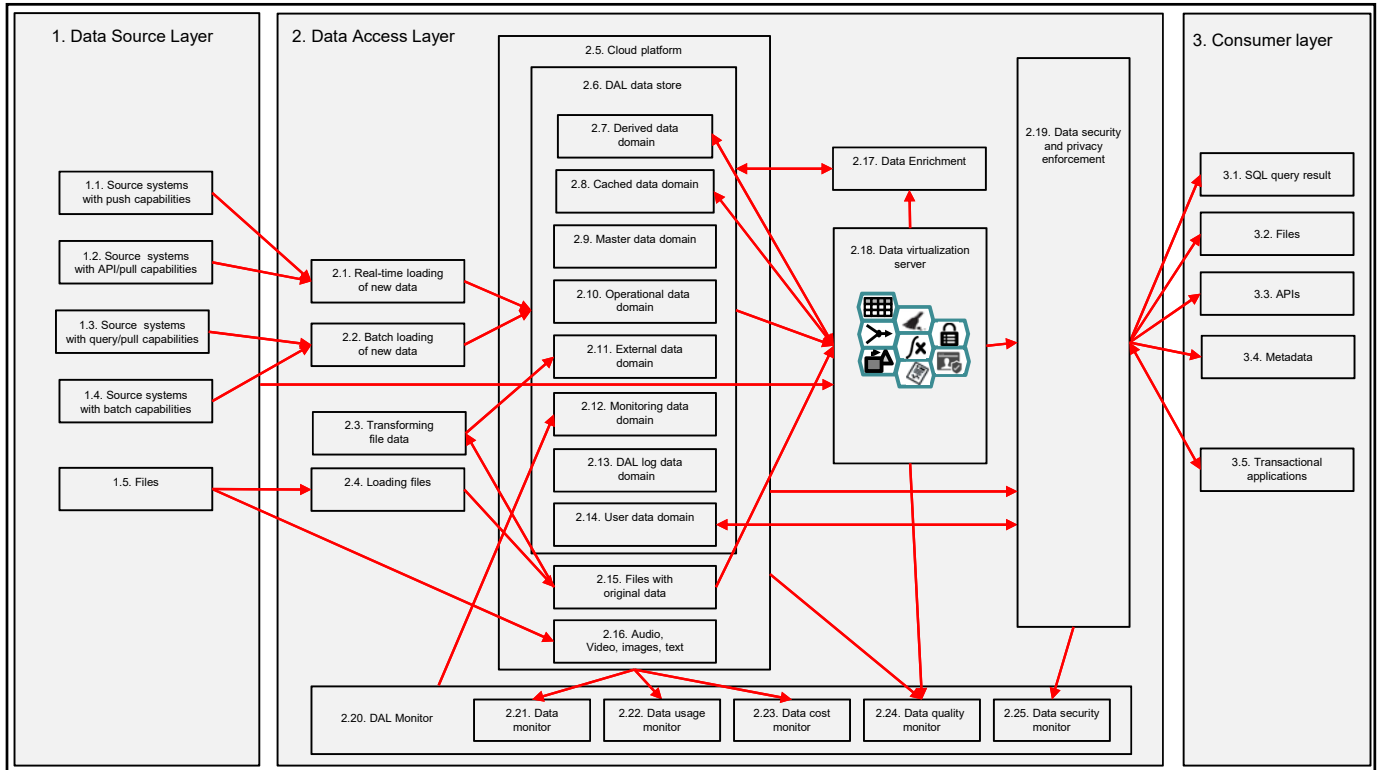 1. Data Source Layer
1.1. Source systems
with push capabilities
1.2. Source systems
with API/pull capabilities
1.3. Source systems
with query/pull capabilities
1.4. Source systems
with batch capabilities
1.5. Files
2. Data Access Layer
2.1. Real-time loading
of new data
2.2. Batch loading
of new data
2.3. Transforming
file data
2.4. Loading files
2.5. Cloud platform
2.6. DAL data store
2.7. Derived data
domain
2.8. Cached data domain
2.9. Master data domain
2.10. Operational data
domain
2.11. External data
domain
2.12. Monitoring data
domain
2.13. DAL log data
domain
2.14. User data domain
2.15. Files with
original data
2.16. Audio,
Video, images, text
2.17. Data Enrichment
2.18. Data virtualization
server
ƒx
2.19. Data security
and privacy
enforcement
2.20. DAL Monitor
2.21. Data
monitor
2.22. Data usage
monitor
2.23. Data cost
monitor
2.24. Data quality
monitor
2.25. Data security
monitor
3. Consumer layer
3.1. SQL query result
3.2. Files
3.3. APIs
3.4. Metadata
3.5. Transactional
applications